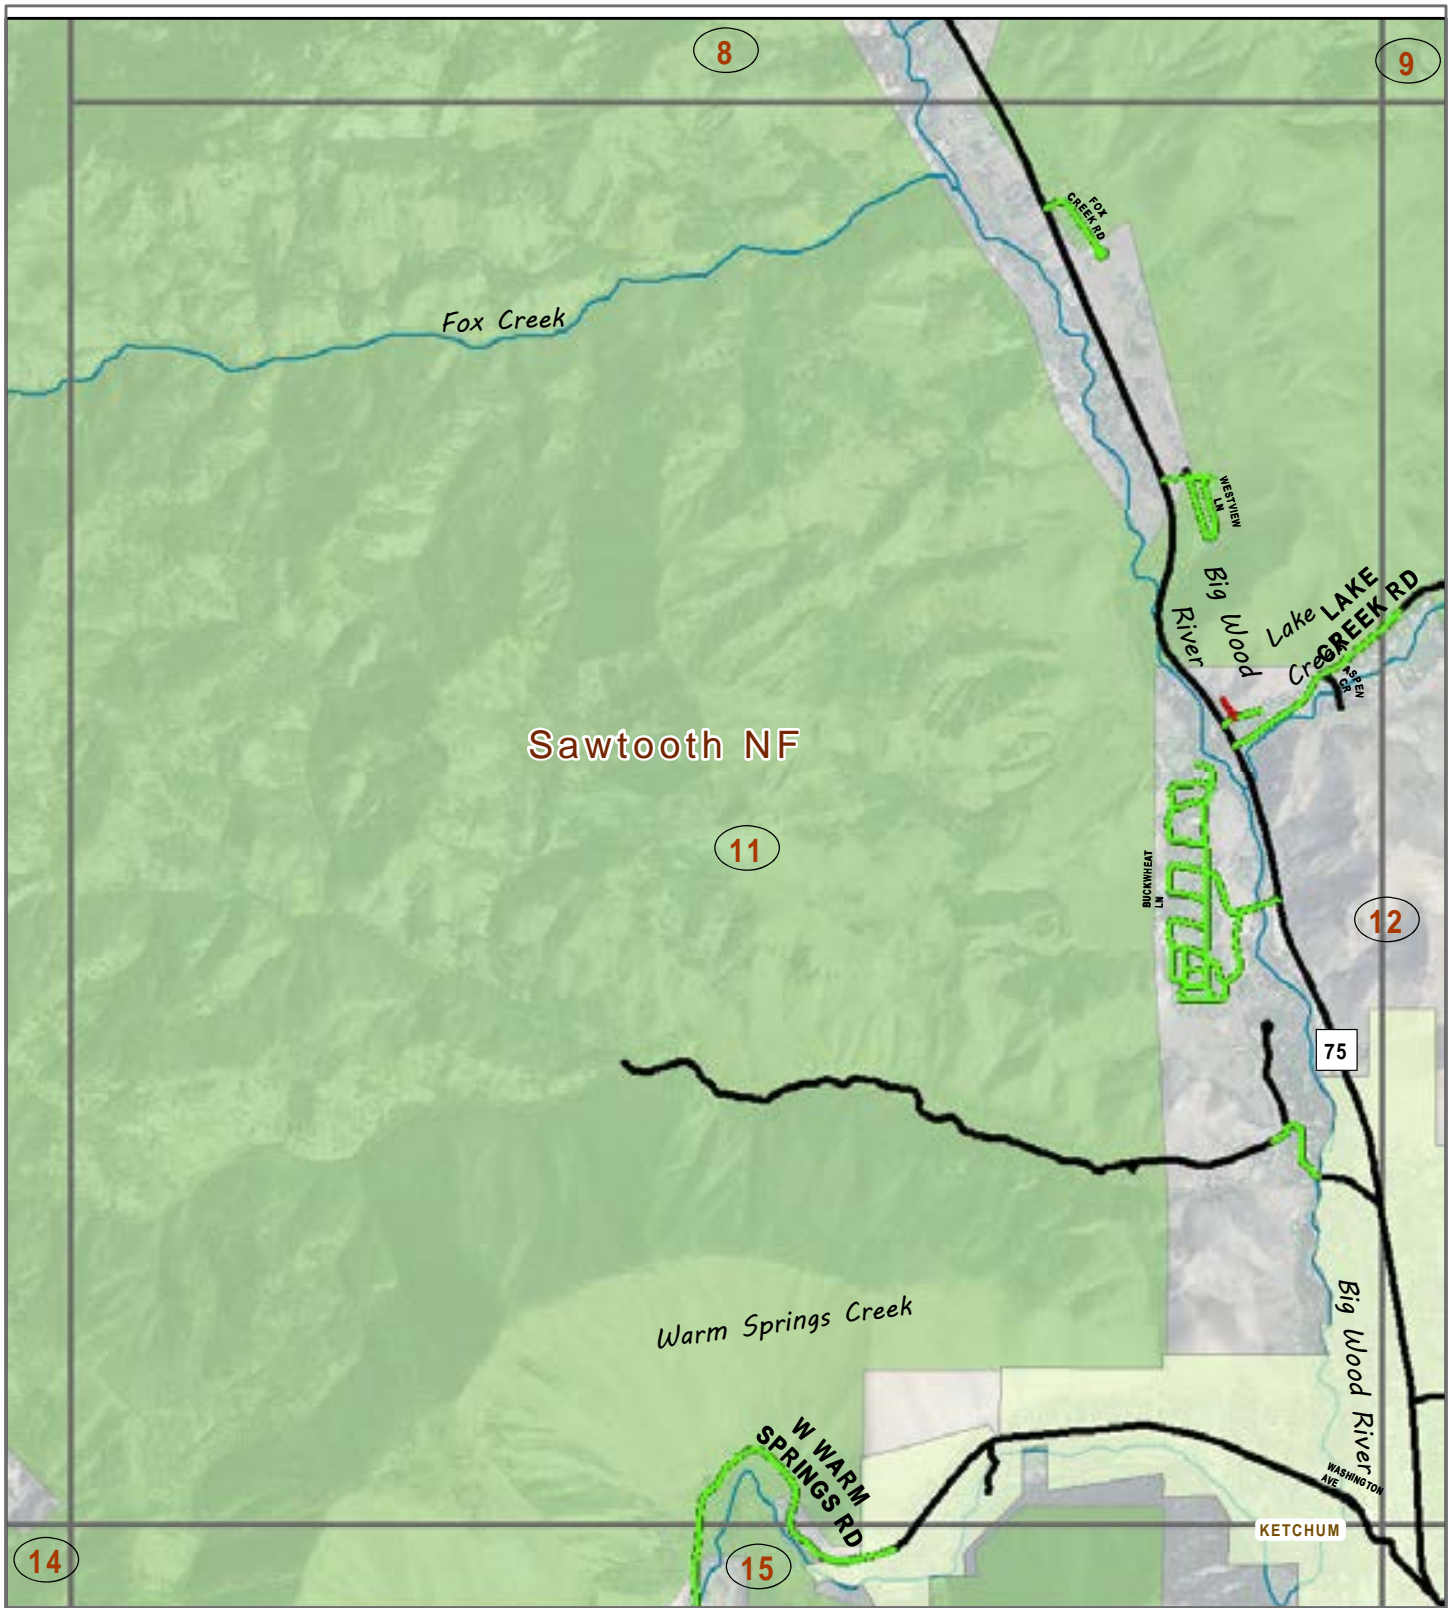 8
9
FOX
CREEK RD
Fox Creek
WESTVIEW
LN
Big Wood
River
Lake
Creek
LAKE
CREEK RD
ASPEN
CR
Sawtooth NF
11
BUCKWHEAT
LN
12
75
Warm Springs Creek
Big Wood River
W WARM
SPRINGS RD
WASHINGTON
AVE
KETCHUM
14
15